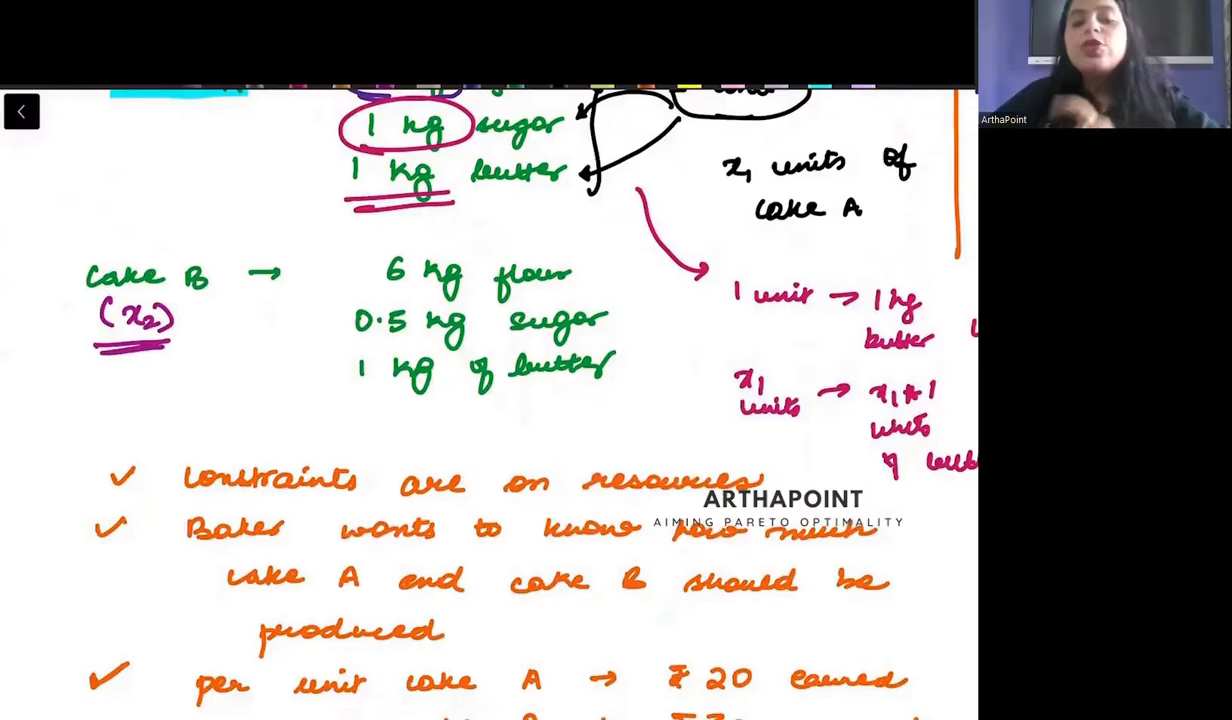 1 kg sugar
1 kg butter
x₁ units of
cake A
Cake B → 6 kg flour
(x₂)
0.5 kg sugar
1 kg of butter
1 unit → 1 kg
butter
x₁
units → x₁ * 1
units
of
constraints are on resources
Baker wants to know how much
cake A and cake B should be
produced
per unit cake A → ₹ 20 earned
ARTHAPOINT
AIMING PARETO OPTIMALITY
ArthaPoint